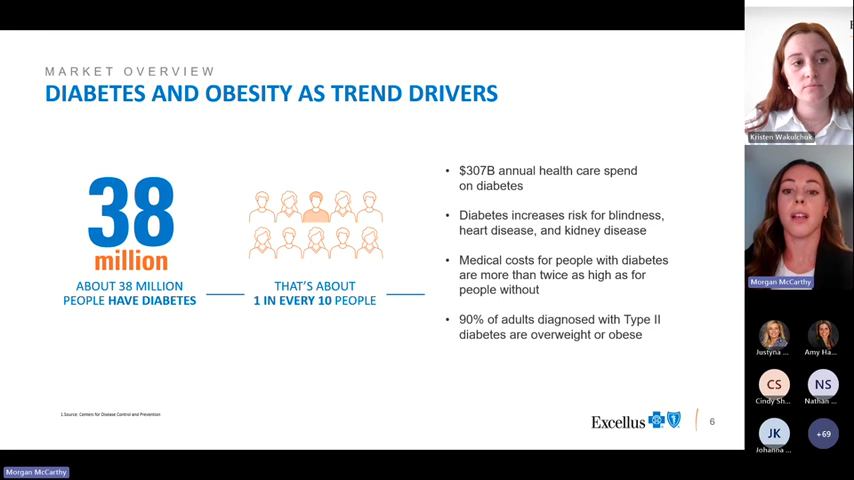 MARKET OVERVIEW
DIABETES AND OBESITY AS TREND DRIVERS
38
million
ABOUT 38 MILLION
PEOPLE HAVE DIABETES
THAT'S ABOUT
1 IN EVERY 10 PEOPLE
• $307B annual health care spend
on diabetes
• Diabetes increases risk for blindness,
heart disease, and kidney disease
• Medical costs for people with diabetes
are more than twice as high as for
people without
• 90% of adults diagnosed with Type II
diabetes are overweight or obese
1.Source: Centers for Disease Control and Prevention
Excellus
6
Kristen Wakulchuk
Morgan McCarthy
Justyna ...
Amy Ha...
CS
Cindy Sh...
NS
Nathan ...
JK
Johanna ...
+69
Morgan McCarthy